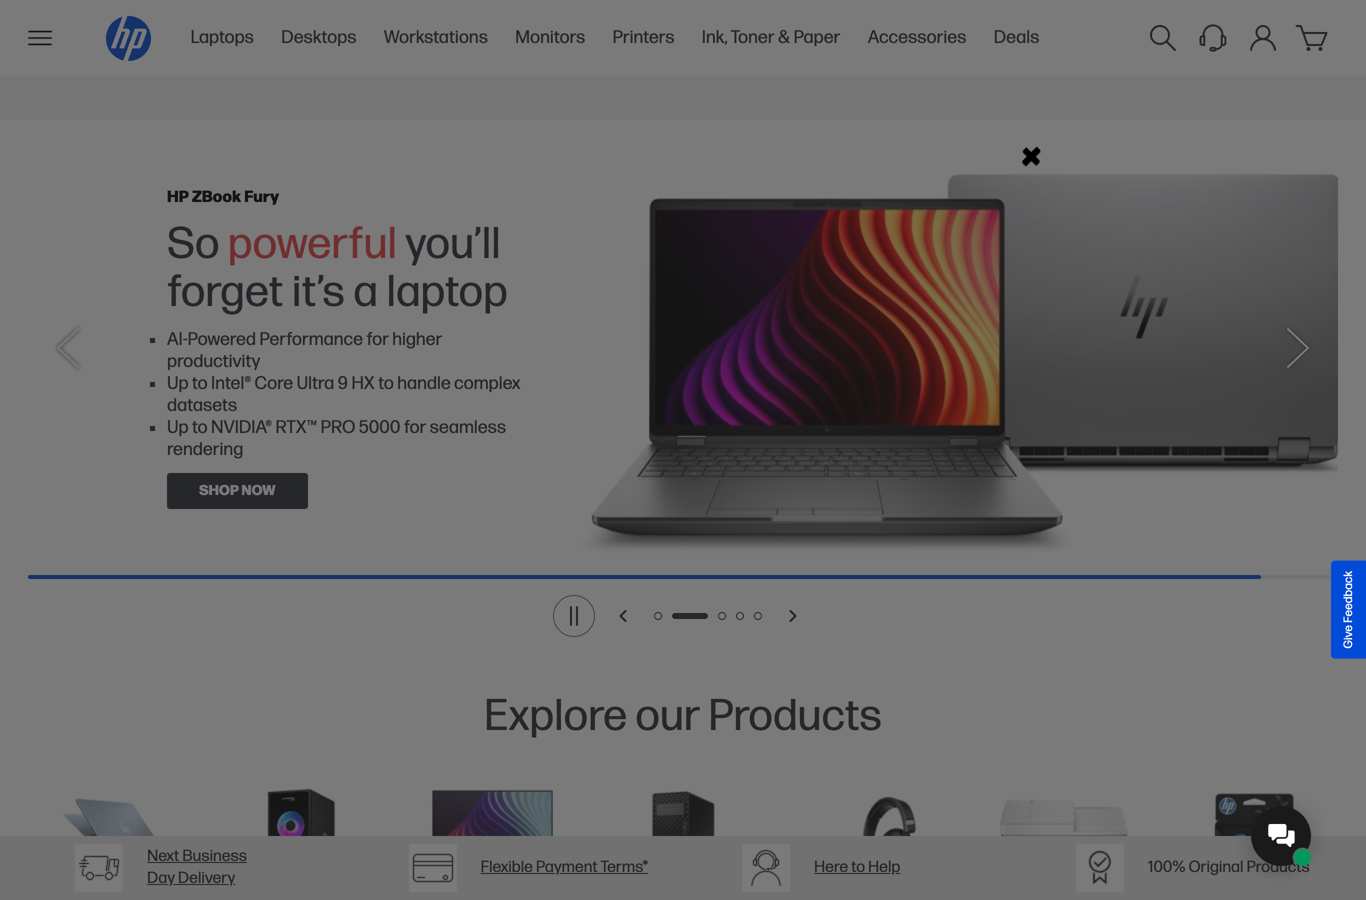 hp
Laptops
Desktops
Workstations
Monitors
Printers
Ink, Toner & Paper
Accessories
Deals
HP ZBook Fury
So powerful you’ll
forget it’s a laptop
▪ AI-Powered Performance for higher
productivity
▪ Up to Intel® Core Ultra 9 HX to handle complex
datasets
▪ Up to NVIDIA® RTX™ PRO 5000 for seamless
rendering
SHOP NOW
hp
Give Feedback
Explore our Products
hp
Next Business
Day Delivery
Flexible Payment Terms*
Here to Help
100% Original Products